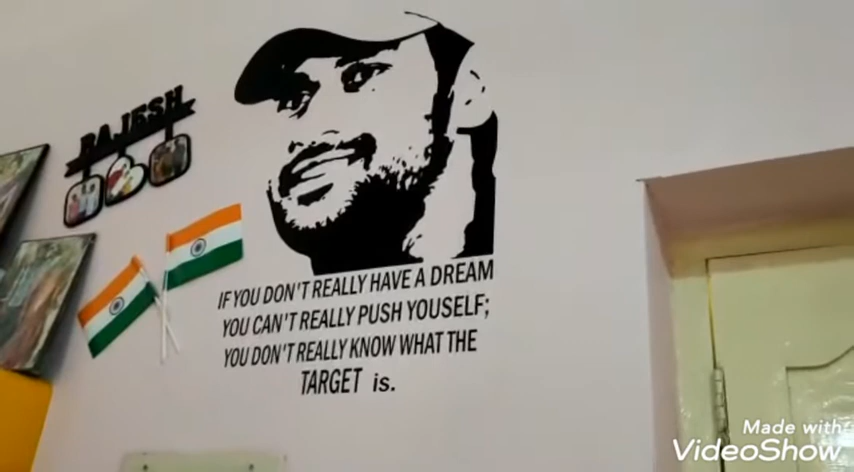 RAJESH
IF YOU DON'T REALLY HAVE A DREAM
YOU CAN'T REALLY PUSH YOUSELF;
YOU DON'T REALLY KNOW WHAT THE
TARGET is.
Made with
VideoShow